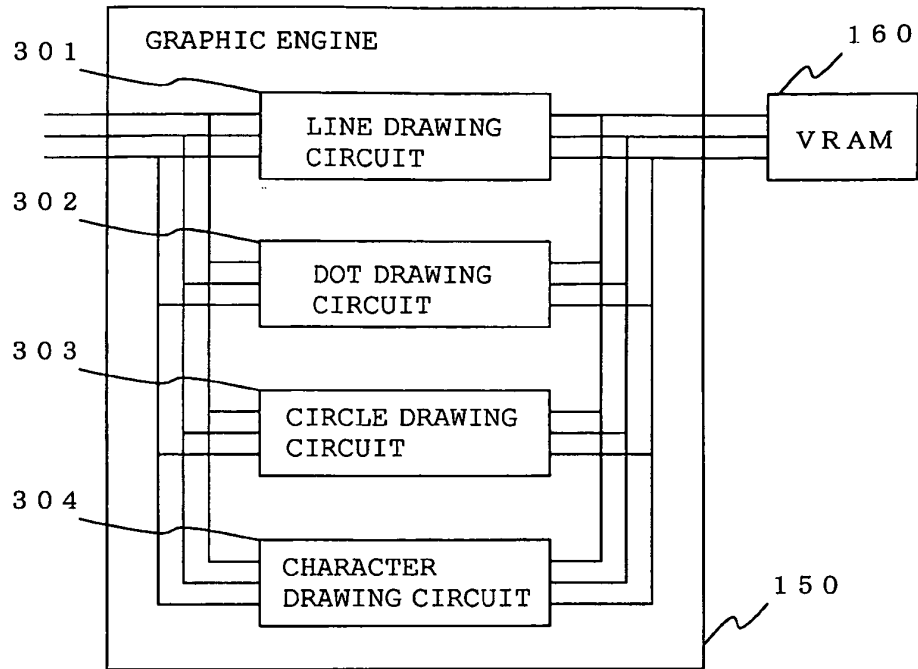 GRAPHIC ENGINE
301
160
LINE DRAWING
CIRCUIT
VRAM
302
DOT DRAWING
CIRCUIT
303
CIRCLE DRAWING
CIRCUIT
304
CHARACTER
DRAWING CIRCUIT
150